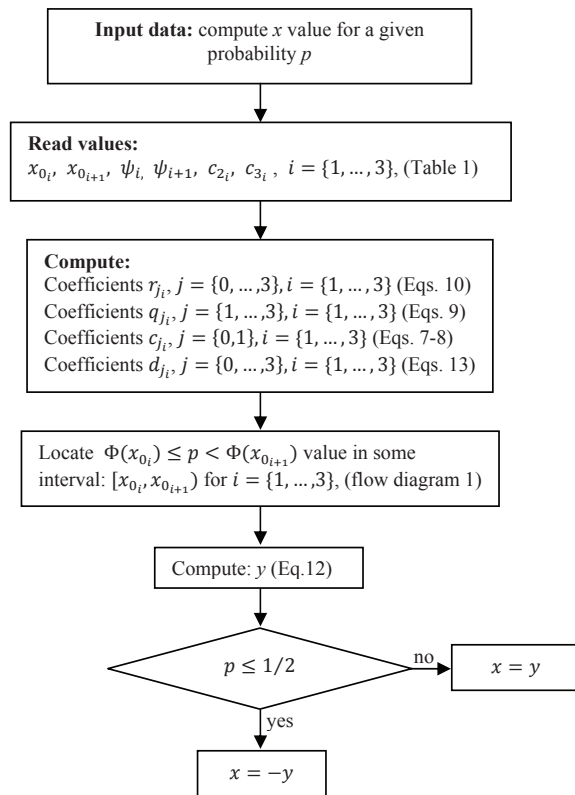 Input data: compute x value for a given
probability p
Read values:
x₀ᵢ, x₀ᵢ₊₁ ψᵢ, ψᵢ₊₁, c₂ᵢ, c₃ᵢ , i = {1, … ,3}, (Table 1)
Compute:
Coefficients rⱼᵢ, j = {0, … ,3}, i = {1, … ,3} (Eqs. 10)
Coefficients qⱼᵢ, j = {1, … ,3}, i = {1, … ,3} (Eqs. 9)
Coefficients cⱼᵢ, j = {0,1}, i = {1, … ,3} (Eqs. 7-8)
Coefficients dⱼᵢ, j = {0, … ,3}, i = {1, … ,3} (Eqs. 13)
Locate Φ(x₀ᵢ) ≤ p < Φ(x₀ᵢ₊₁) value in some
interval: [x₀ᵢ, x₀ᵢ₊₁) for i = {1, … ,3}, (flow diagram 1)
Compute: y (Eq.12)
p ≤ 1/2
no
x = y
yes
x = −y